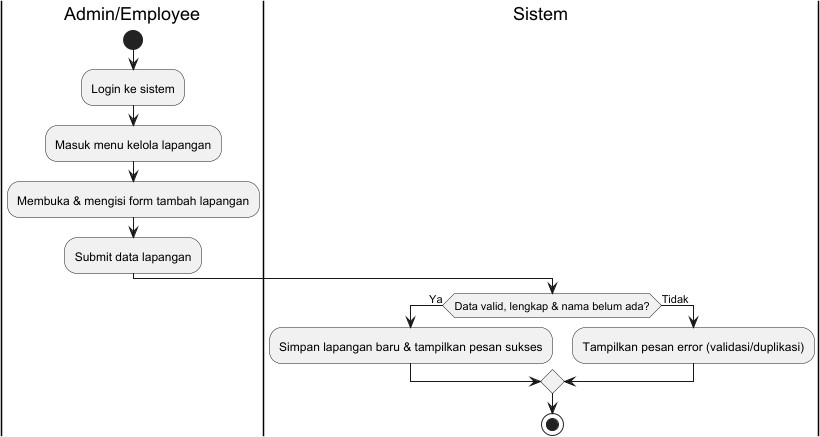 Admin/Employee
Sistem
Login ke sistem
Masuk menu kelola lapangan
Membuka & mengisi form tambah lapangan
Submit data lapangan
Ya
Data valid, lengkap & nama belum ada?
Tidak
Simpan lapangan baru & tampilkan pesan sukses
Tampilkan pesan error (validasi/duplikasi)